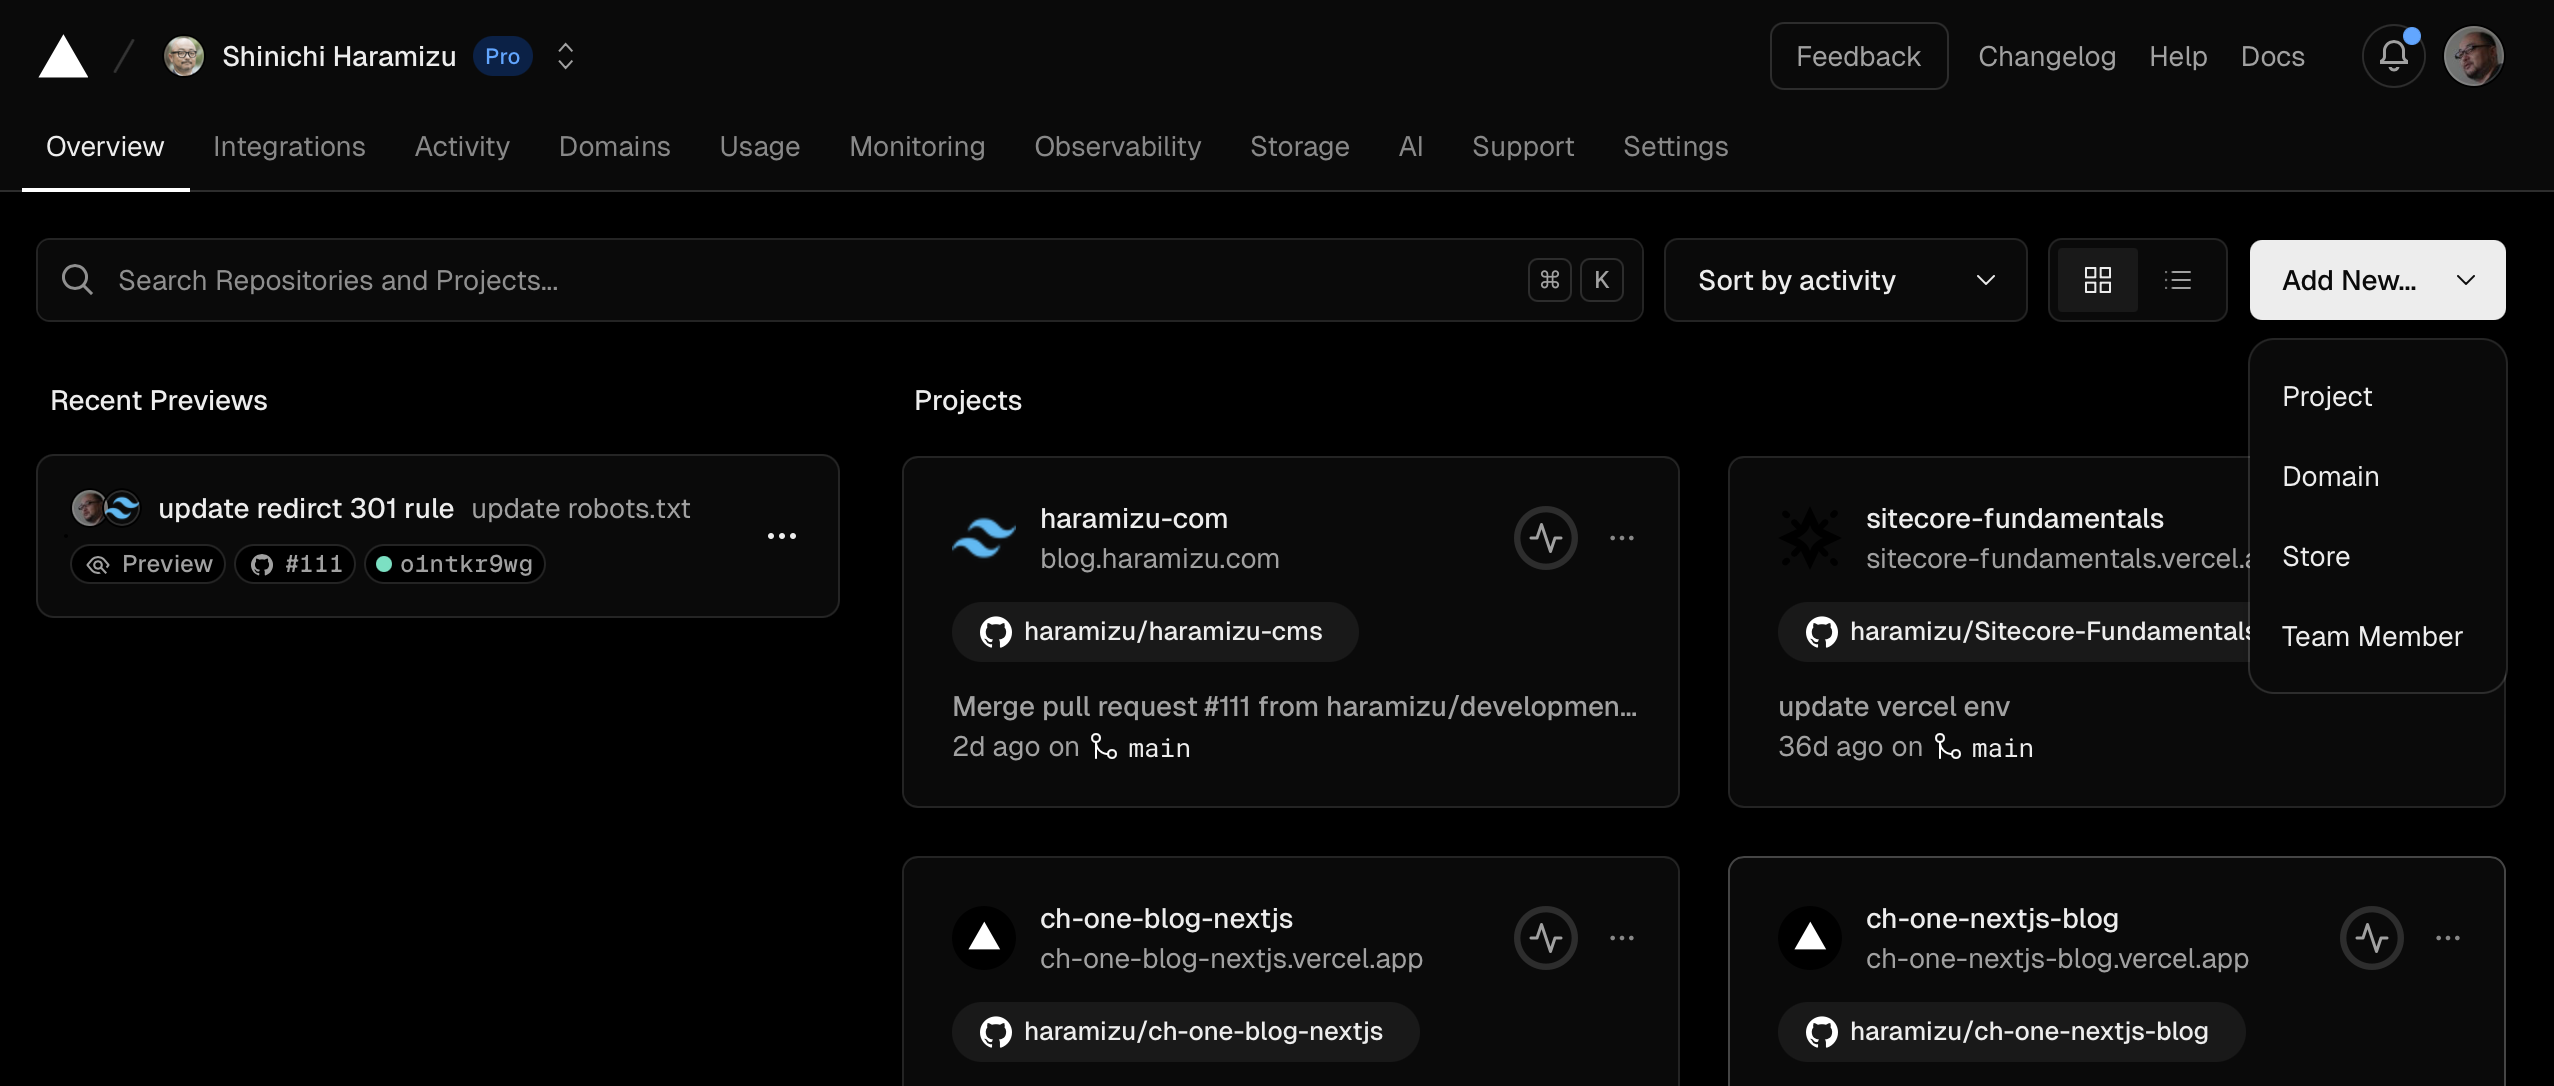 Shinichi Haramizu Pro
Feedback Changelog Help Docs
Overview Integrations Activity Domains Usage Monitoring Observability Storage AI Support Settings
Search Repositories and Projects... ⌘ K
Sort by activity
Add New...
Project
Domain
Store
Team Member
Recent Previews
update redirct 301 rule update robots.txt
Preview #111 o1ntkr9wg
Projects
haramizu-com
blog.haramizu.com
haramizu/haramizu-cms
Merge pull request #111 from haramizu/developmen...
2d ago on main
sitecore-fundamentals
sitecore-fundamentals.vercel.a
haramizu/Sitecore-Fundamentals
update vercel env
36d ago on main
ch-one-blog-nextjs
ch-one-blog-nextjs.vercel.app
haramizu/ch-one-blog-nextjs
ch-one-nextjs-blog
ch-one-nextjs-blog.vercel.app
haramizu/ch-one-nextjs-blog